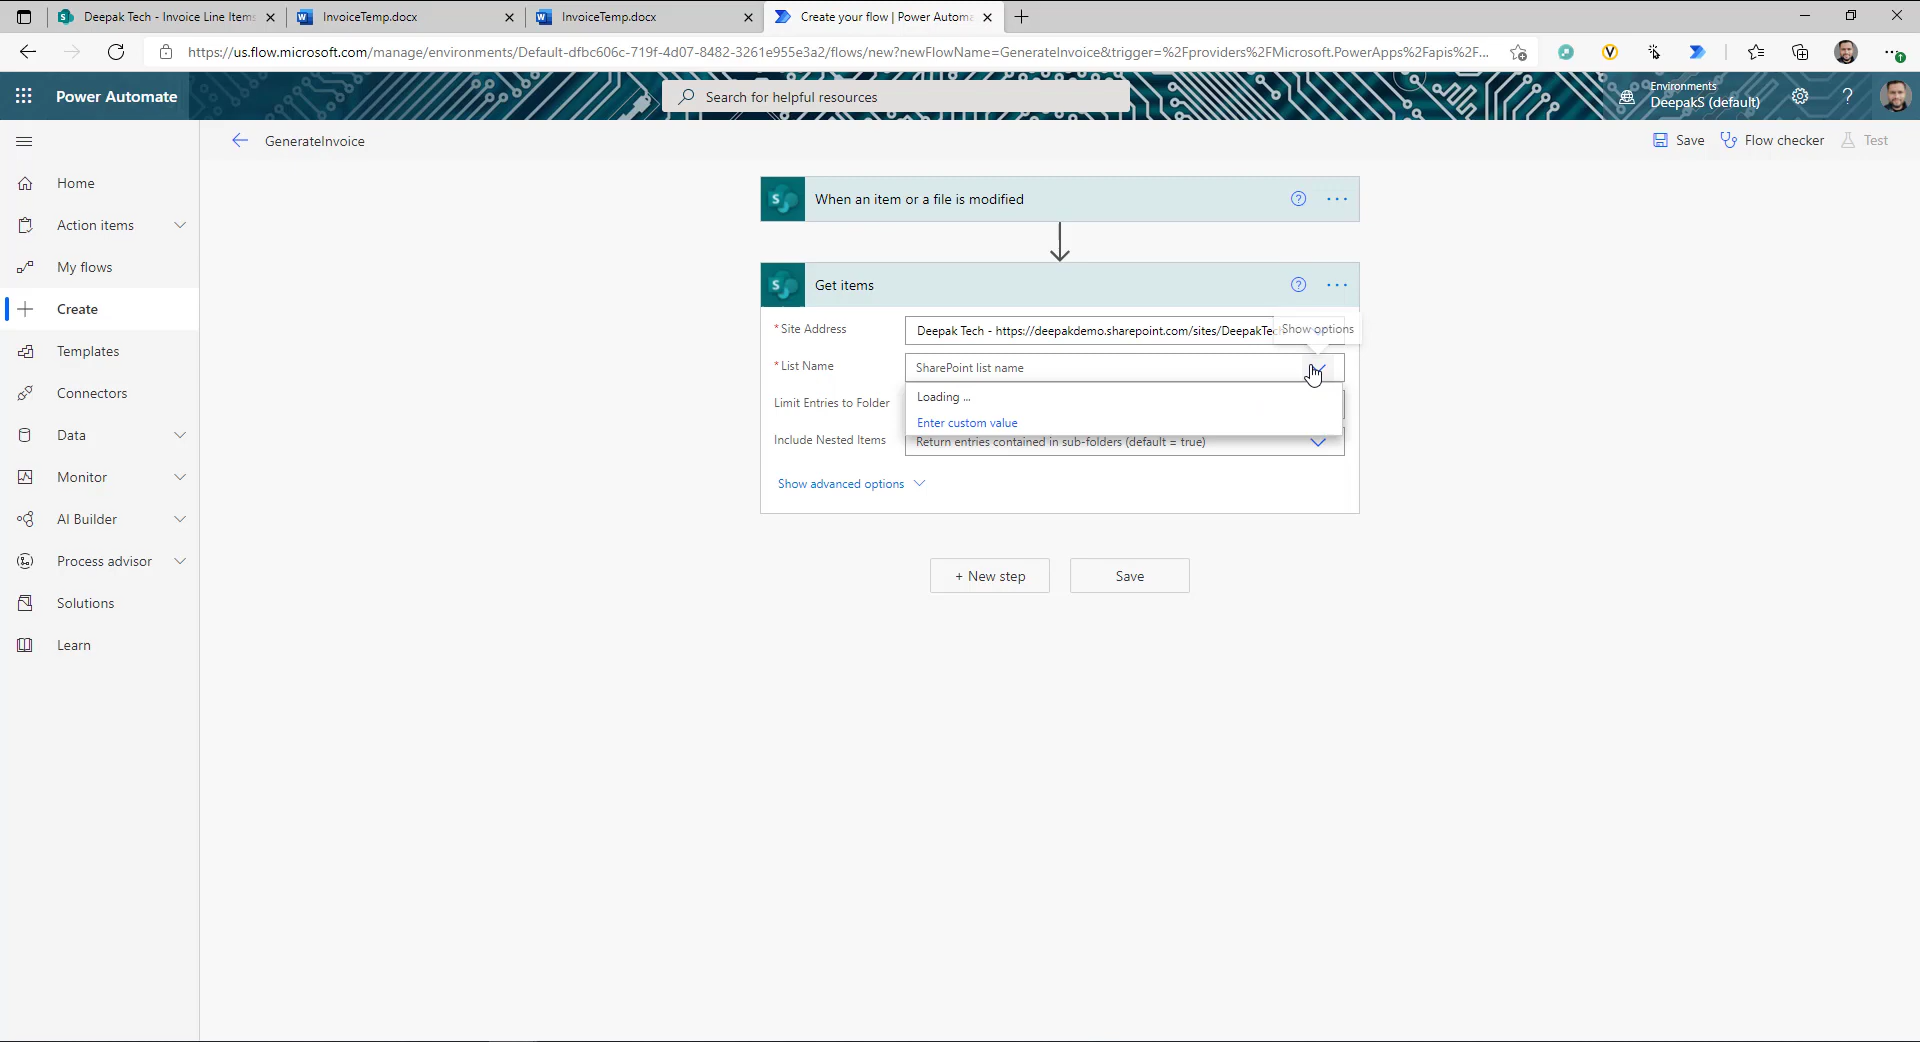 Deepak Tech - Invoice Line Items
InvoiceTemp.docx
InvoiceTemp.docx
Create your flow | Power Automa
https://us.flow.microsoft.com/manage/environments/Default-dfbc606c-719f-4d07-8482-3261e955e3a2/flows/new?newFlowName=GenerateInvoice&trigger=%2Fproviders%2FMicrosoft.PowerApps%2Fapis%2F...
Power Automate
Search for helpful resources
Environments
DeepakS (default)
GenerateInvoice
Save
Flow checker
Test
Home
Action items
My flows
Create
Templates
Connectors
Data
Monitor
AI Builder
Process advisor
Solutions
Learn
When an item or a file is modified
Get items
* Site Address
Deepak Tech - https://deepakdemo.sharepoint.com/sites/DeepakTec
Show options
* List Name
SharePoint list name
Loading ...
Limit Entries to Folder
Enter custom value
Include Nested Items
Return entries contained in sub-folders (default = true)
Show advanced options
+ New step
Save